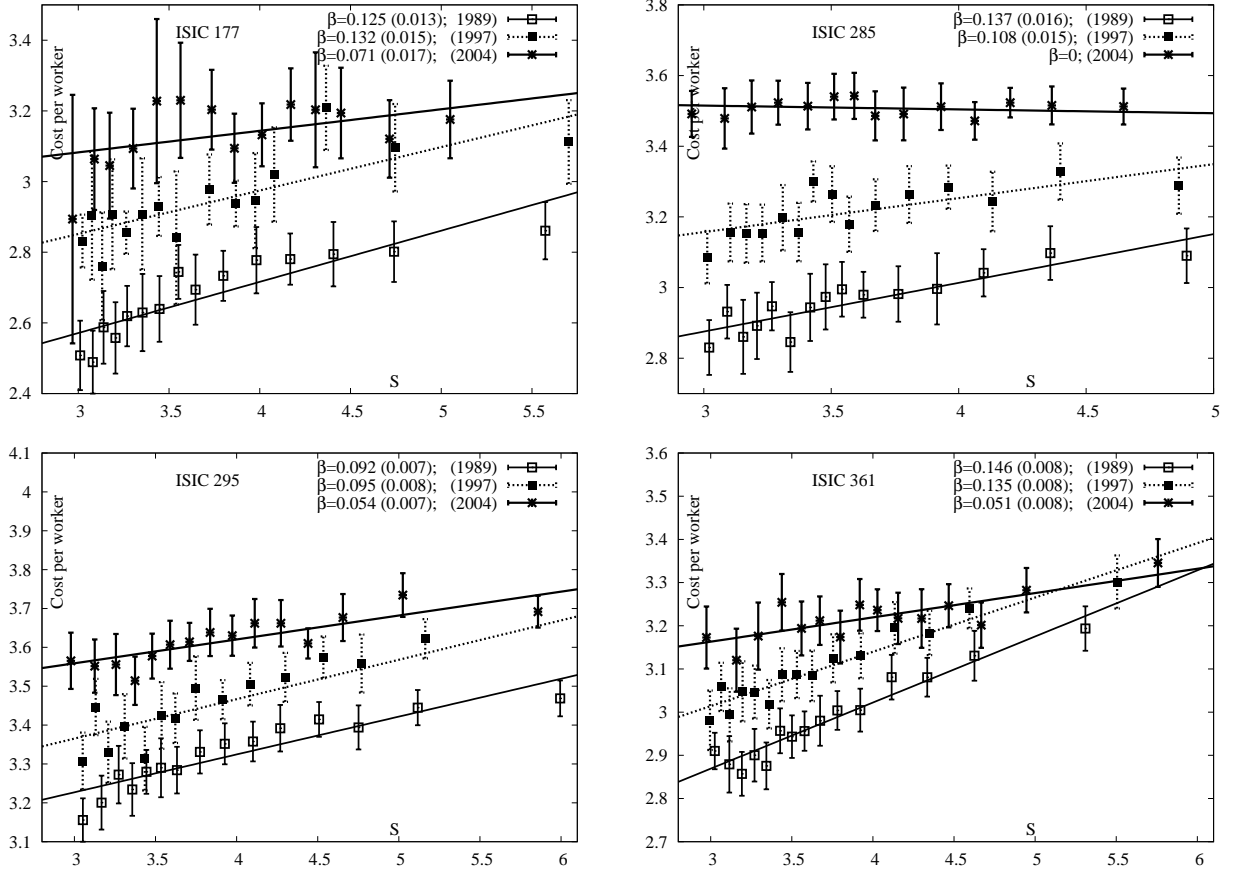 ISIC 177
β=0.125 (0.013); 1989)
β=0.132 (0.015); (1997)
β=0.071 (0.017); (2004)
Cost per worker
3.4
3.2
3
2.8
2.6
2.4
S
3
3.5
4
4.5
5
5.5
ISIC 285
β=0.137 (0.016); (1989)
β=0.108 (0.015); (1997)
β=0; (2004)
Cost per worker
3.8
3.6
3.4
3.2
3
2.8
S
3
3.5
4
4.5
5
ISIC 295
β=0.092 (0.007); (1989)
β=0.095 (0.008); (1997)
β=0.054 (0.007); (2004)
Cost per worker
4.1
4
3.9
3.8
3.7
3.6
3.5
3.4
3.3
3.2
3.1
S
3
3.5
4
4.5
5
5.5
6
ISIC 361
β=0.146 (0.008); (1989)
β=0.135 (0.008); (1997)
β=0.051 (0.008); (2004)
Cost per worker
3.6
3.5
3.4
3.3
3.2
3.1
3
2.9
2.8
2.7
S
3
3.5
4
4.5
5
5.5
6